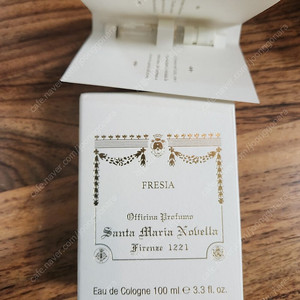 FRESIA
Officina Profumo
Santa Maria Novella
Firenze 1221
Eau de Cologne 100 ml ℮ 3.3 fl. oz.